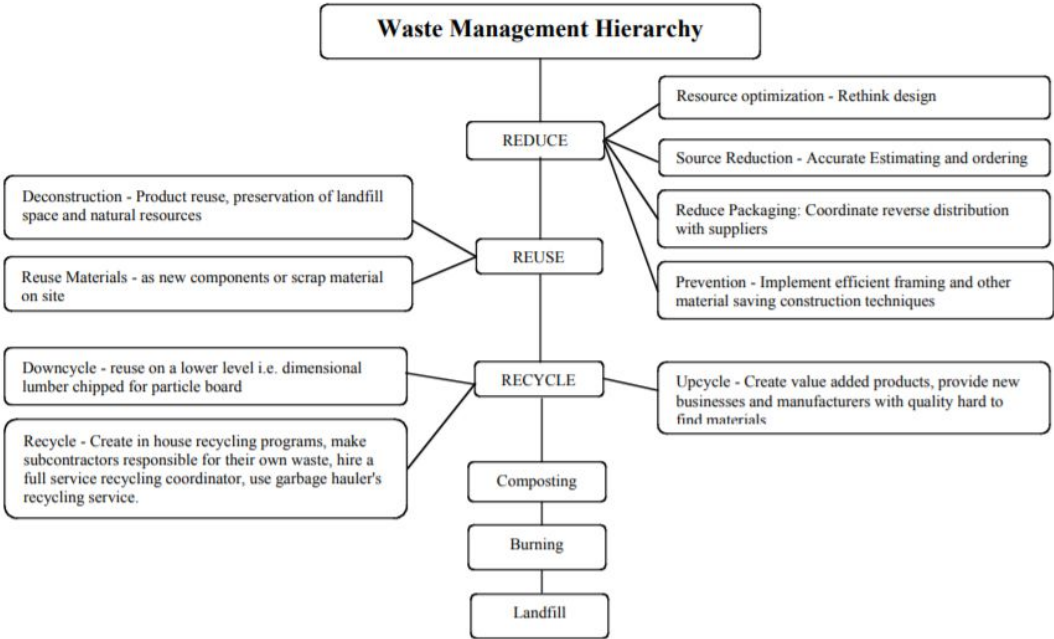 Waste Management Hierarchy
REDUCE
Resource optimization - Rethink design
Source Reduction - Accurate Estimating and ordering
Reduce Packaging: Coordinate reverse distribution
with suppliers
Prevention - Implement efficient framing and other
material saving construction techniques
Deconstruction - Product reuse, preservation of landfill
space and natural resources
REUSE
Reuse Materials - as new components or scrap material
on site
Downcycle - reuse on a lower level i.e. dimensional
lumber chipped for particle board
RECYCLE
Upcycle - Create value added products, provide new
businesses and manufacturers with quality hard to
find materials
Recycle - Create in house recycling programs, make
subcontractors responsible for their own waste, hire a
full service recycling coordinator, use garbage hauler's
recycling service.
Composting
Burning
Landfill